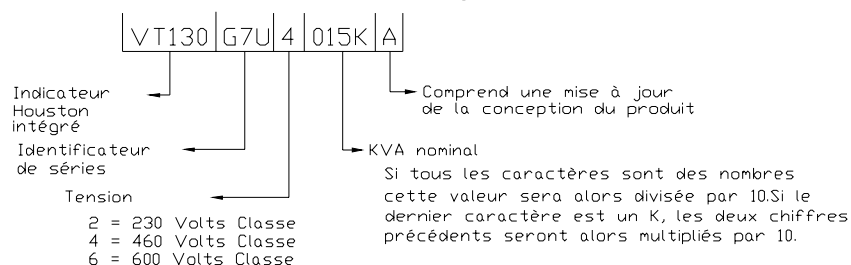 VT130 G7U 4 015K A
Indicateur
Houston
intégré
Identificateur
de séries
Tension
2 = 230 Volts Classe
4 = 460 Volts Classe
6 = 600 Volts Classe
Comprend une mise à jour
de la conception du produit
KVA nominal
Si tous les caractères sont des nombres
cette valeur sera alors divisée par 10.Si le
dernier caractère est un K, les deux chiffres
précédents seront alors multipliés par 10.